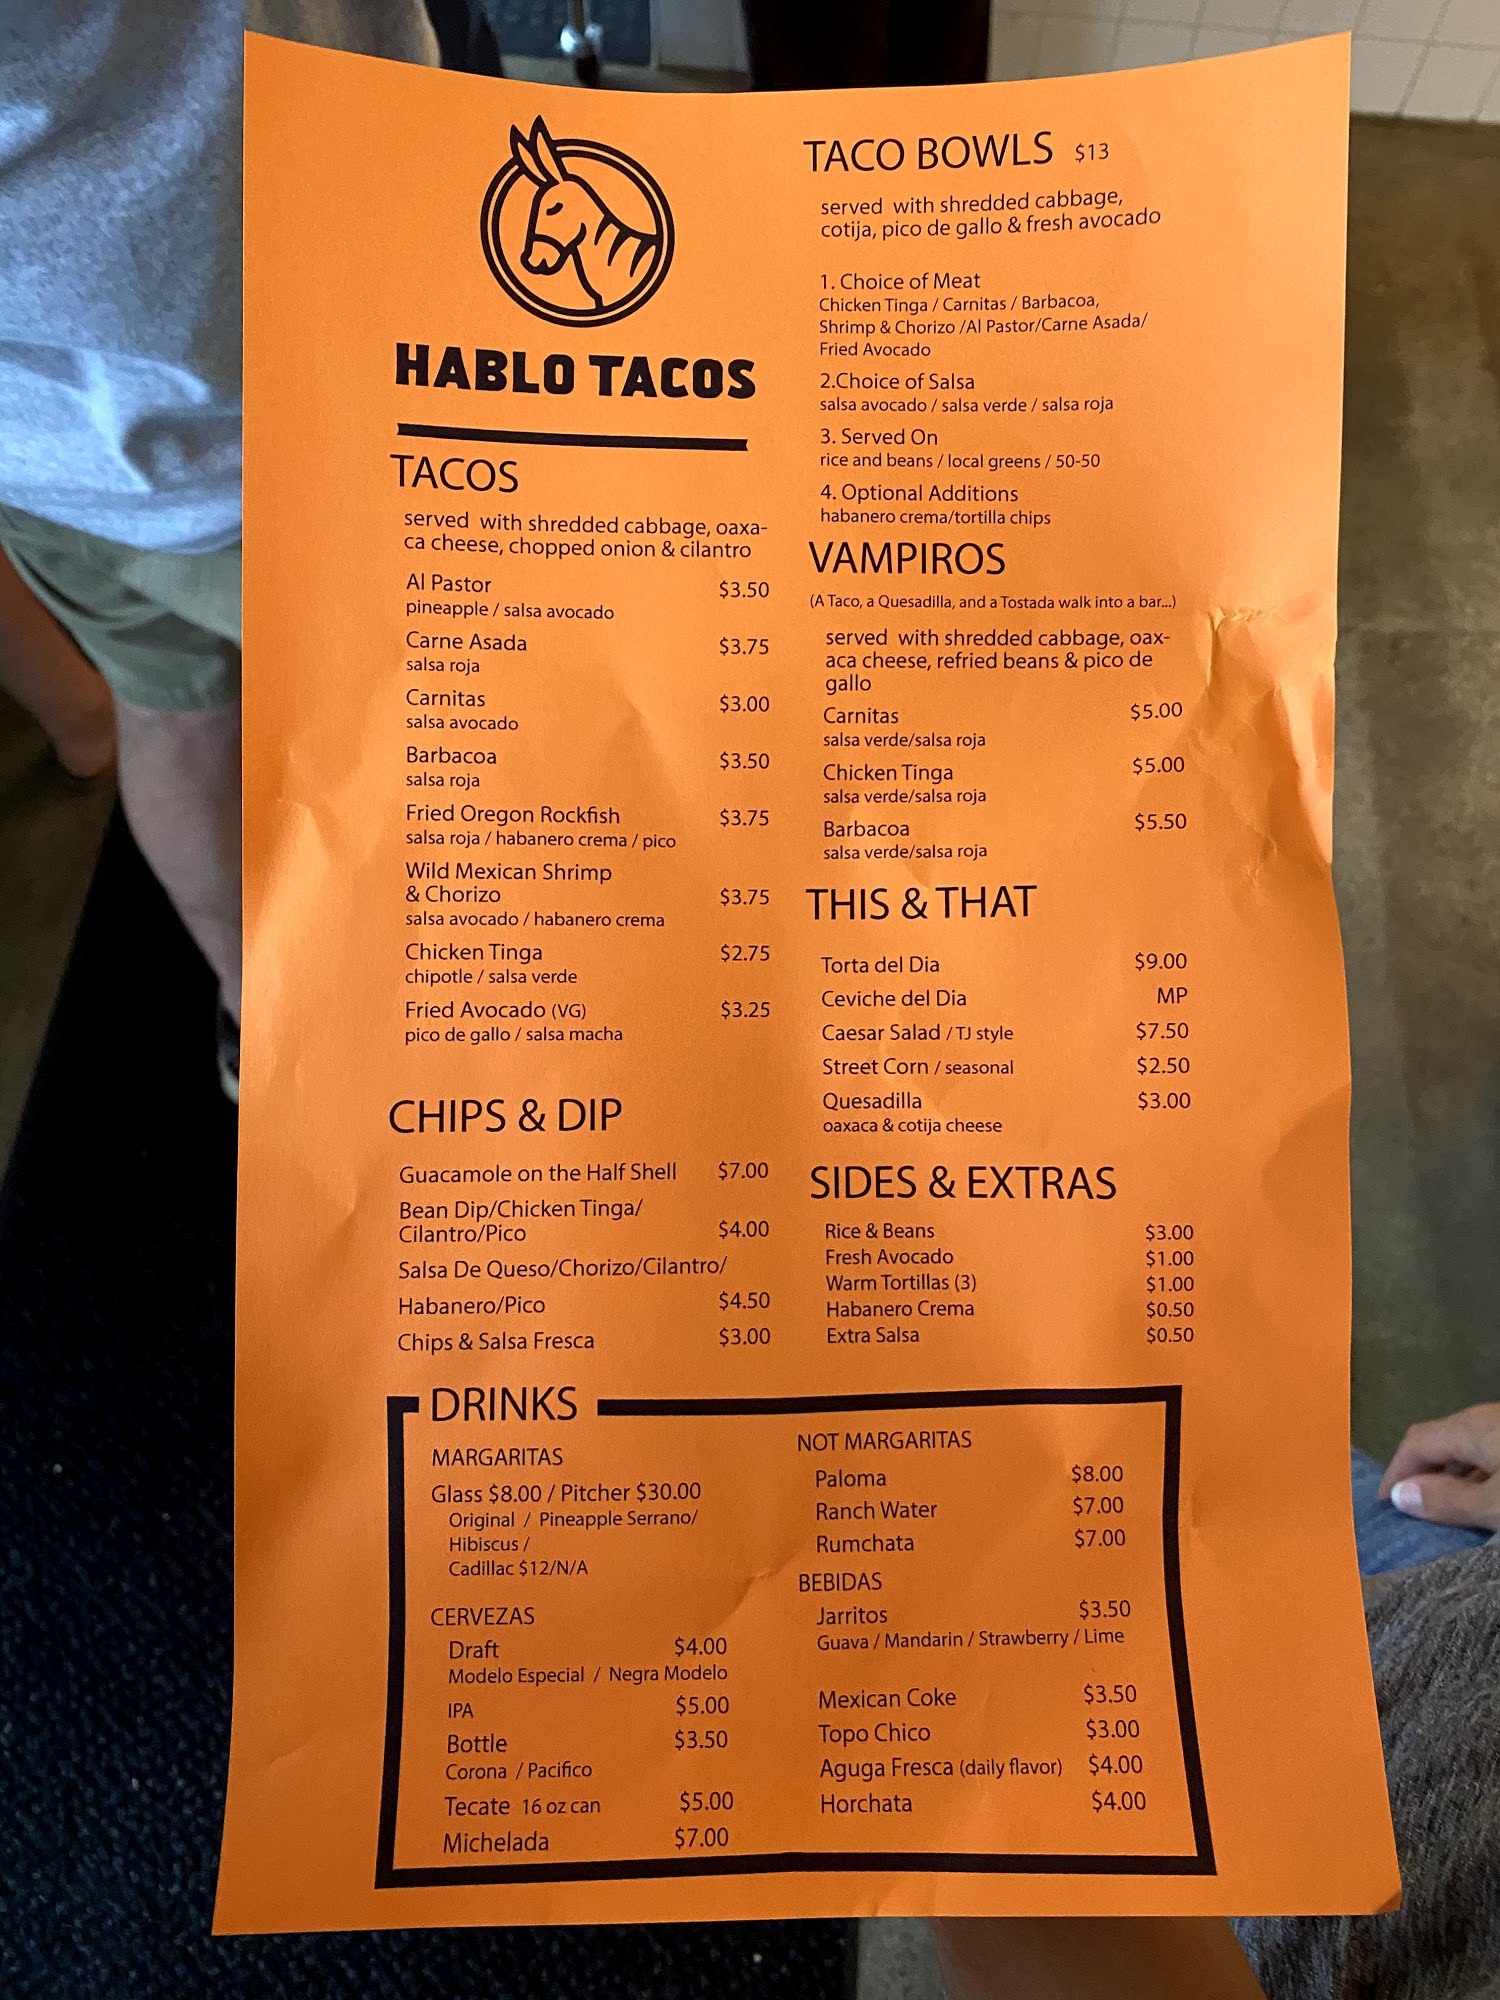 HABLO TACOS
TACOS
served with shredded cabbage, oaxa-
ca cheese, chopped onion & cilantro
Al Pastor $3.50
pineapple / salsa avocado
Carne Asada $3.75
salsa roja
Carnitas $3.00
salsa avocado
Barbacoa $3.50
salsa roja
Fried Oregon Rockfish $3.75
salsa roja / habanero crema / pico
Wild Mexican Shrimp
& Chorizo $3.75
salsa avocado / habanero crema
Chicken Tinga $2.75
chipotle / salsa verde
Fried Avocado (VG) $3.25
pico de gallo / salsa macha
CHIPS & DIP
Guacamole on the Half Shell $7.00
Bean Dip/Chicken Tinga/
Cilantro/Pico $4.00
Salsa De Queso/Chorizo/Cilantro/
Habanero/Pico $4.50
Chips & Salsa Fresca $3.00
TACO BOWLS $13
served with shredded cabbage,
cotija, pico de gallo & fresh avocado
1. Choice of Meat
Chicken Tinga / Carnitas / Barbacoa,
Shrimp & Chorizo /Al Pastor/Carne Asada/
Fried Avocado
2.Choice of Salsa
salsa avocado / salsa verde / salsa roja
3. Served On
rice and beans / local greens / 50-50
4. Optional Additions
habanero crema/tortilla chips
VAMPIROS
(A Taco, a Quesadilla, and a Tostada walk into a bar...)
served with shredded cabbage, oax-
aca cheese, refried beans & pico de
gallo
Carnitas $5.00
salsa verde/salsa roja
Chicken Tinga $5.00
salsa verde/salsa roja
Barbacoa $5.50
salsa verde/salsa roja
THIS & THAT
Torta del Dia $9.00
Ceviche del Dia MP
Caesar Salad / TJ style $7.50
Street Corn / seasonal $2.50
Quesadilla $3.00
oaxaca & cotija cheese
SIDES & EXTRAS
Rice & Beans $3.00
Fresh Avocado $1.00
Warm Tortillas (3) $1.00
Habanero Crema $0.50
Extra Salsa $0.50
DRINKS
MARGARITAS
Glass $8.00 / Pitcher $30.00
Original / Pineapple Serrano/
Hibiscus /
Cadillac $12/N/A
CERVEZAS
Draft $4.00
Modelo Especial / Negra Modelo
IPA $5.00
Bottle $3.50
Corona / Pacifico
Tecate 16 oz can $5.00
Michelada $7.00
NOT MARGARITAS
Paloma $8.00
Ranch Water $7.00
Rumchata $7.00
BEBIDAS
Jarritos $3.50
Guava / Mandarin / Strawberry / Lime
Mexican Coke $3.50
Topo Chico $3.00
Aguga Fresca (daily flavor) $4.00
Horchata $4.00